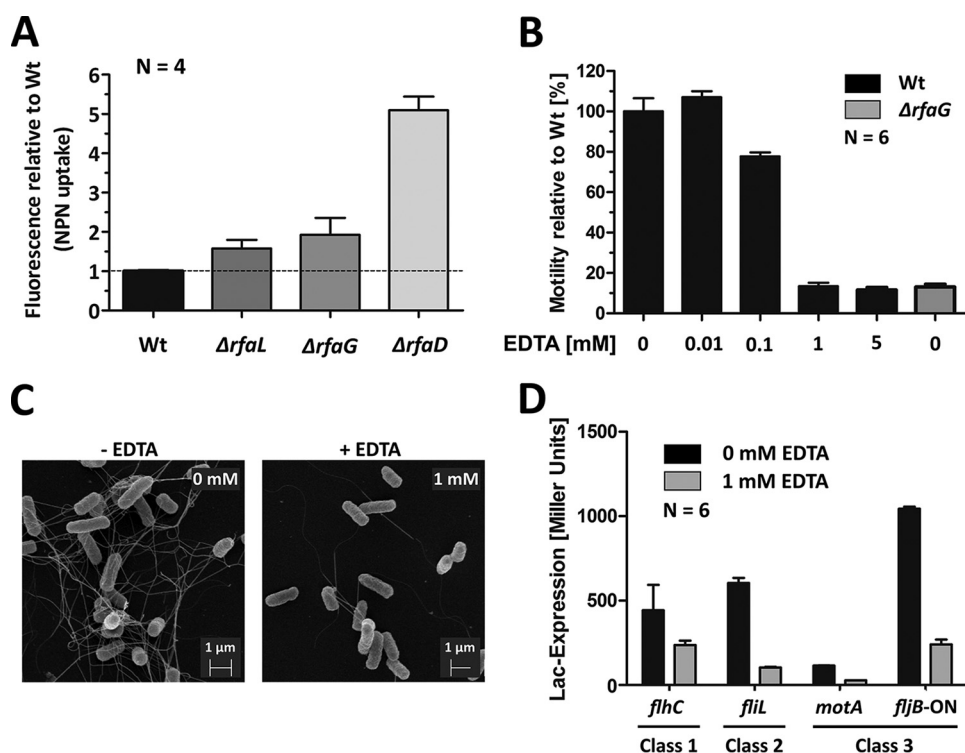 A
N = 4
Fluorescence relative to Wt
(NPN uptake)
6
5
4
3
2
1
0
Wt ΔrfaL ΔrfaG ΔrfaD
B
Motility relative to Wt [%]
120
100
80
60
40
20
0
Wt
ΔrfaG
N = 6
EDTA [mM] 0 0.01 0.1 1 5 0
C
- EDTA
0 mM
1 µm
+ EDTA
1 mM
1 µm
D
Lac-Expression [Miller Units]
1500
1000
500
0
0 mM EDTA
1 mM EDTA
N = 6
flhC fliL motA fljB-ON
Class 1 Class 2 Class 3